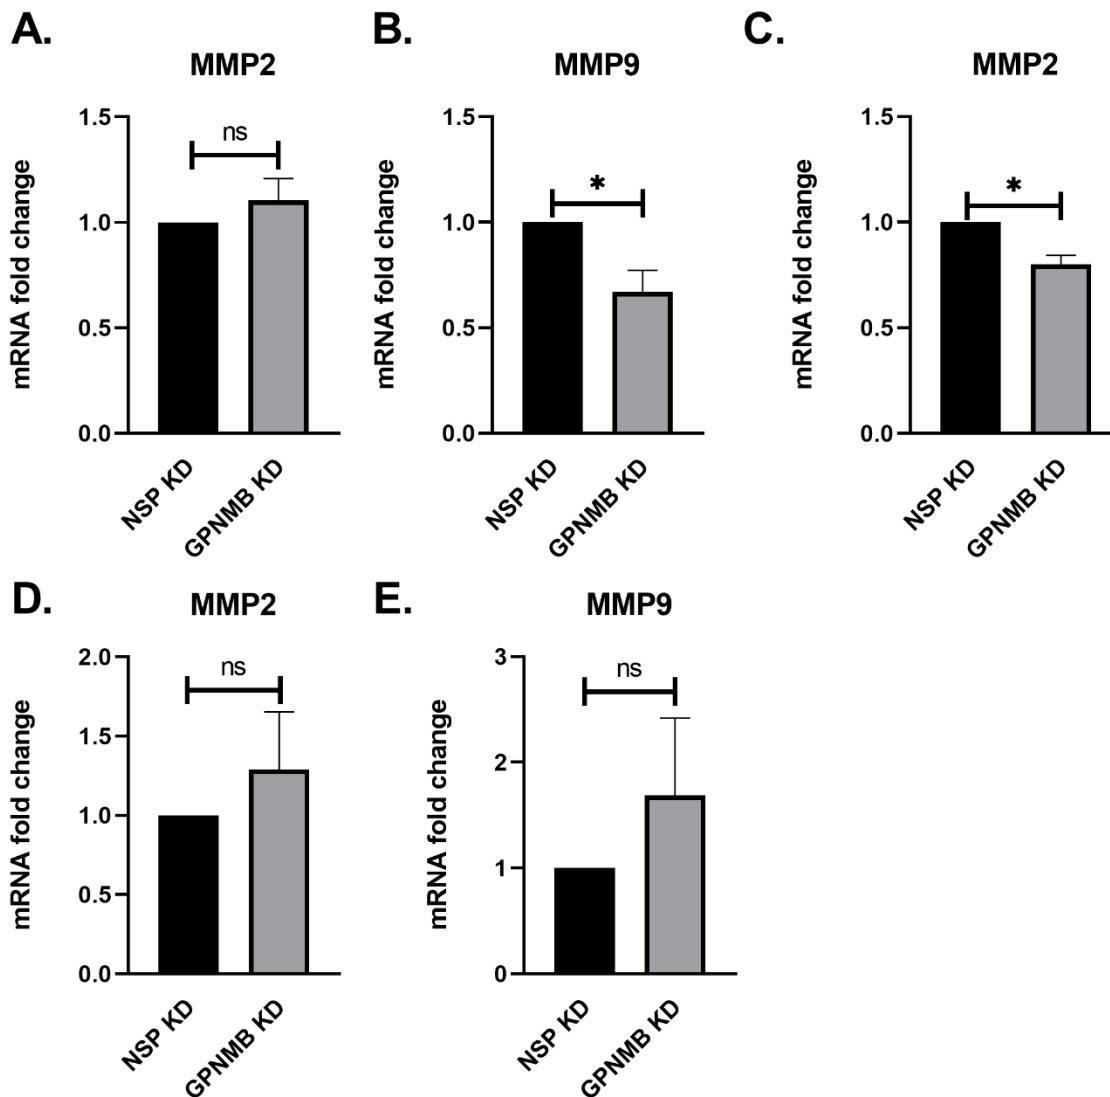 A.
MMP2
mRNA fold change
1.5
1.0
0.5
0.0
ns
NSP KD
GPNMB KD
B.
MMP9
mRNA fold change
1.5
1.0
0.5
0.0
*
NSP KD
GPNMB KD
C.
MMP2
mRNA fold change
1.5
1.0
0.5
0.0
*
NSP KD
GPNMB KD
D.
MMP2
mRNA fold change
2.0
1.5
1.0
0.5
0.0
ns
NSP KD
GPNMB KD
E.
MMP9
mRNA fold change
3
2
1
0
ns
NSP KD
GPNMB KD